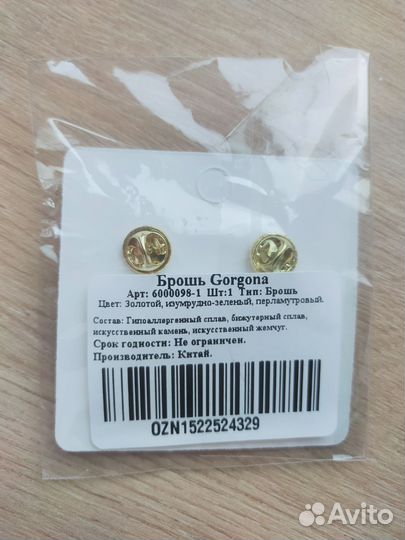 Брошь Gorgona
Арт: 6000098-1 Шт:1 Тип: Брошь
Цвет: Золотой, изумрудно-зеленый, перламутровый.
Состав: Гипоаллергенный сплав, бижутерный сплав,
искусственный камень, искусственный жемчуг.
Срок годности: Не ограничен.
Производитель: Китай.
OZN1522524329
Avito